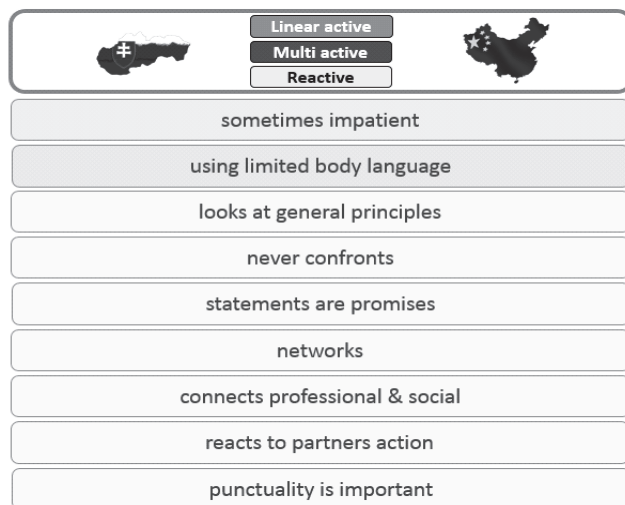 Linear active
Multi active
Reactive
sometimes impatient
using limited body language
looks at general principles
never confronts
statements are promises
networks
connects professional & social
reacts to partners action
punctuality is important